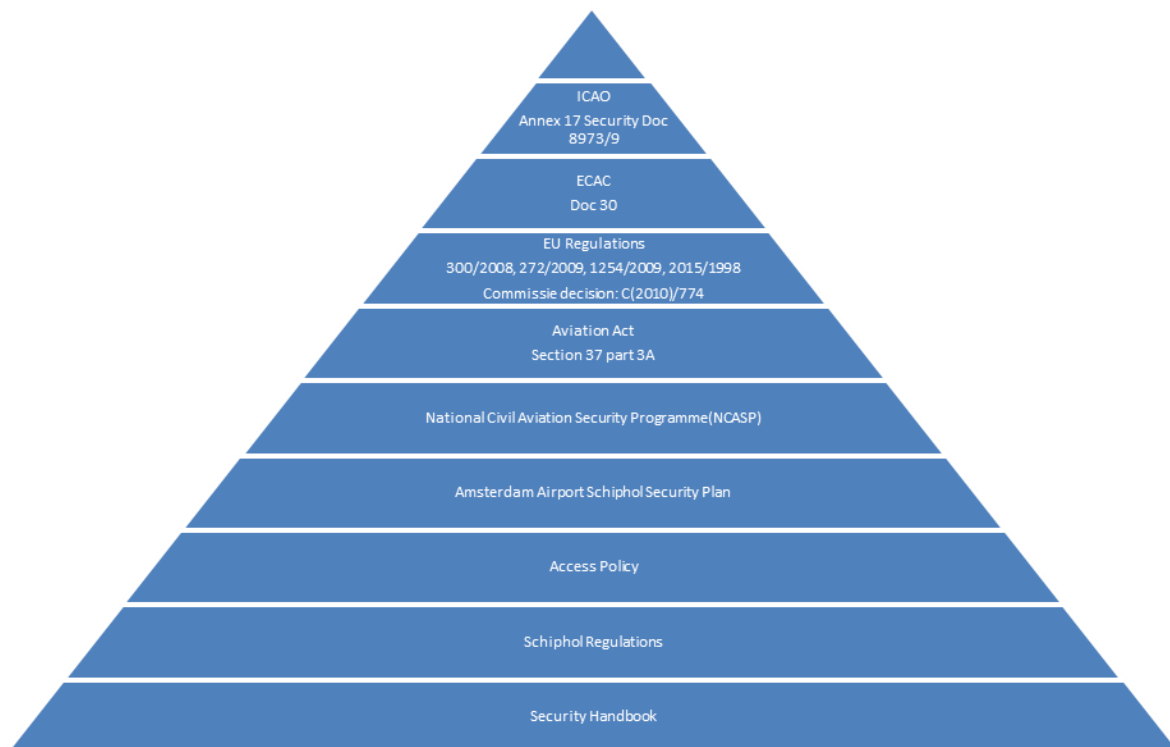 ICAO
Annex 17 Security Doc
8973/9
ECAC
Doc 30
EU Regulations
300/2008, 272/2009, 1254/2009, 2015/1998
Commissie decision: C(2010)/774
Aviation Act
Section 37 part 3A
National Civil Aviation Security Programme(NCASP)
Amsterdam Airport Schiphol Security Plan
Access Policy
Schiphol Regulations
Security Handbook